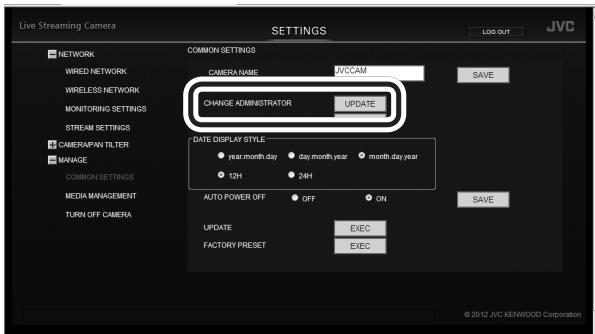 Live Streaming Camera
SETTINGS
LOG OUT
JVC
NETWORK
WIRED NETWORK
WIRELESS NETWORK
MONITORING SETTINGS
STREAM SETTINGS
CAMERA/PAN TILTER
MANAGE
COMMON SETTINGS
MEDIA MANAGEMENT
TURN OFF CAMERA
COMMON SETTINGS
CAMERA NAME JVCCAM SAVE
CHANGE ADMINISTRATOR UPDATE
DATE DISPLAY STYLE
year.month.day day.month.year month.day.year
12H 24H
AUTO POWER OFF OFF ON SAVE
UPDATE EXEC
FACTORY PRESET EXEC
© 2012 JVC KENWOOD Corporation